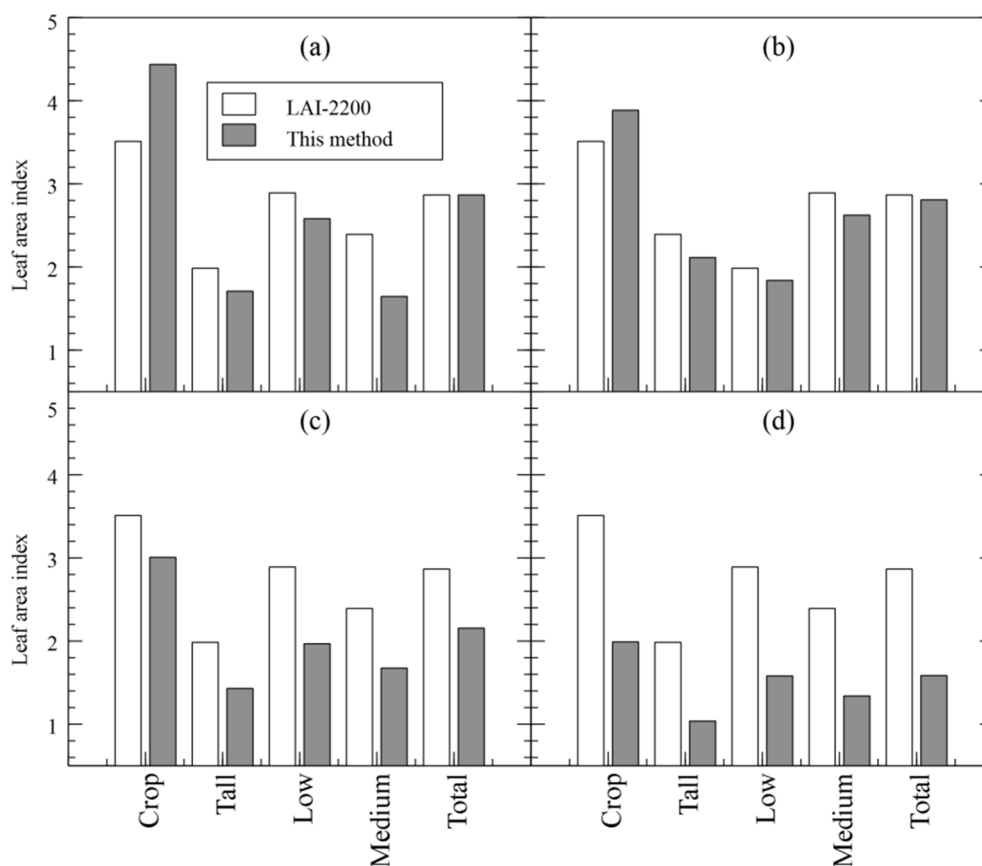 (a)
(b)
LAI-2200
This method
Leaf area index
5
4
3
2
1
(c)
(d)
Leaf area index
5
4
3
2
1
Crop
Tall
Low
Medium
Total
Crop
Tall
Low
Medium
Total